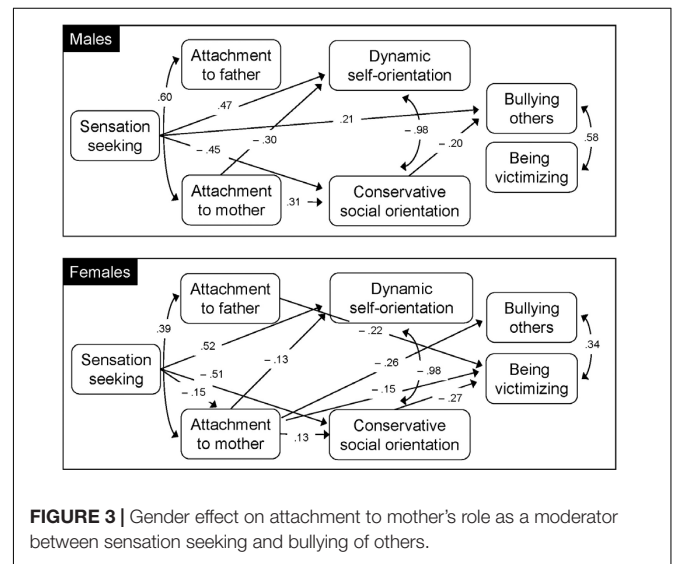 Males
Attachment
to father
Dynamic
self-orientation
.60
.47
Bullying
others
Sensation
seeking
.21
– .30
– .98
.58
– .45
– .20
Being
victimizing
Attachment
to mother
.31
Conservative
social orientation
Females
Attachment
to father
Dynamic
self-orientation
Bullying
others
.39
.52
– .22
.34
Sensation
seeking
– .13
– .26
– .51
– .98
Being
victimizing
– .15
– .15
– .27
Attachment
to mother
.13
Conservative
social orientation
FIGURE 3 | Gender effect on attachment to mother's role as a moderator
between sensation seeking and bullying of others.